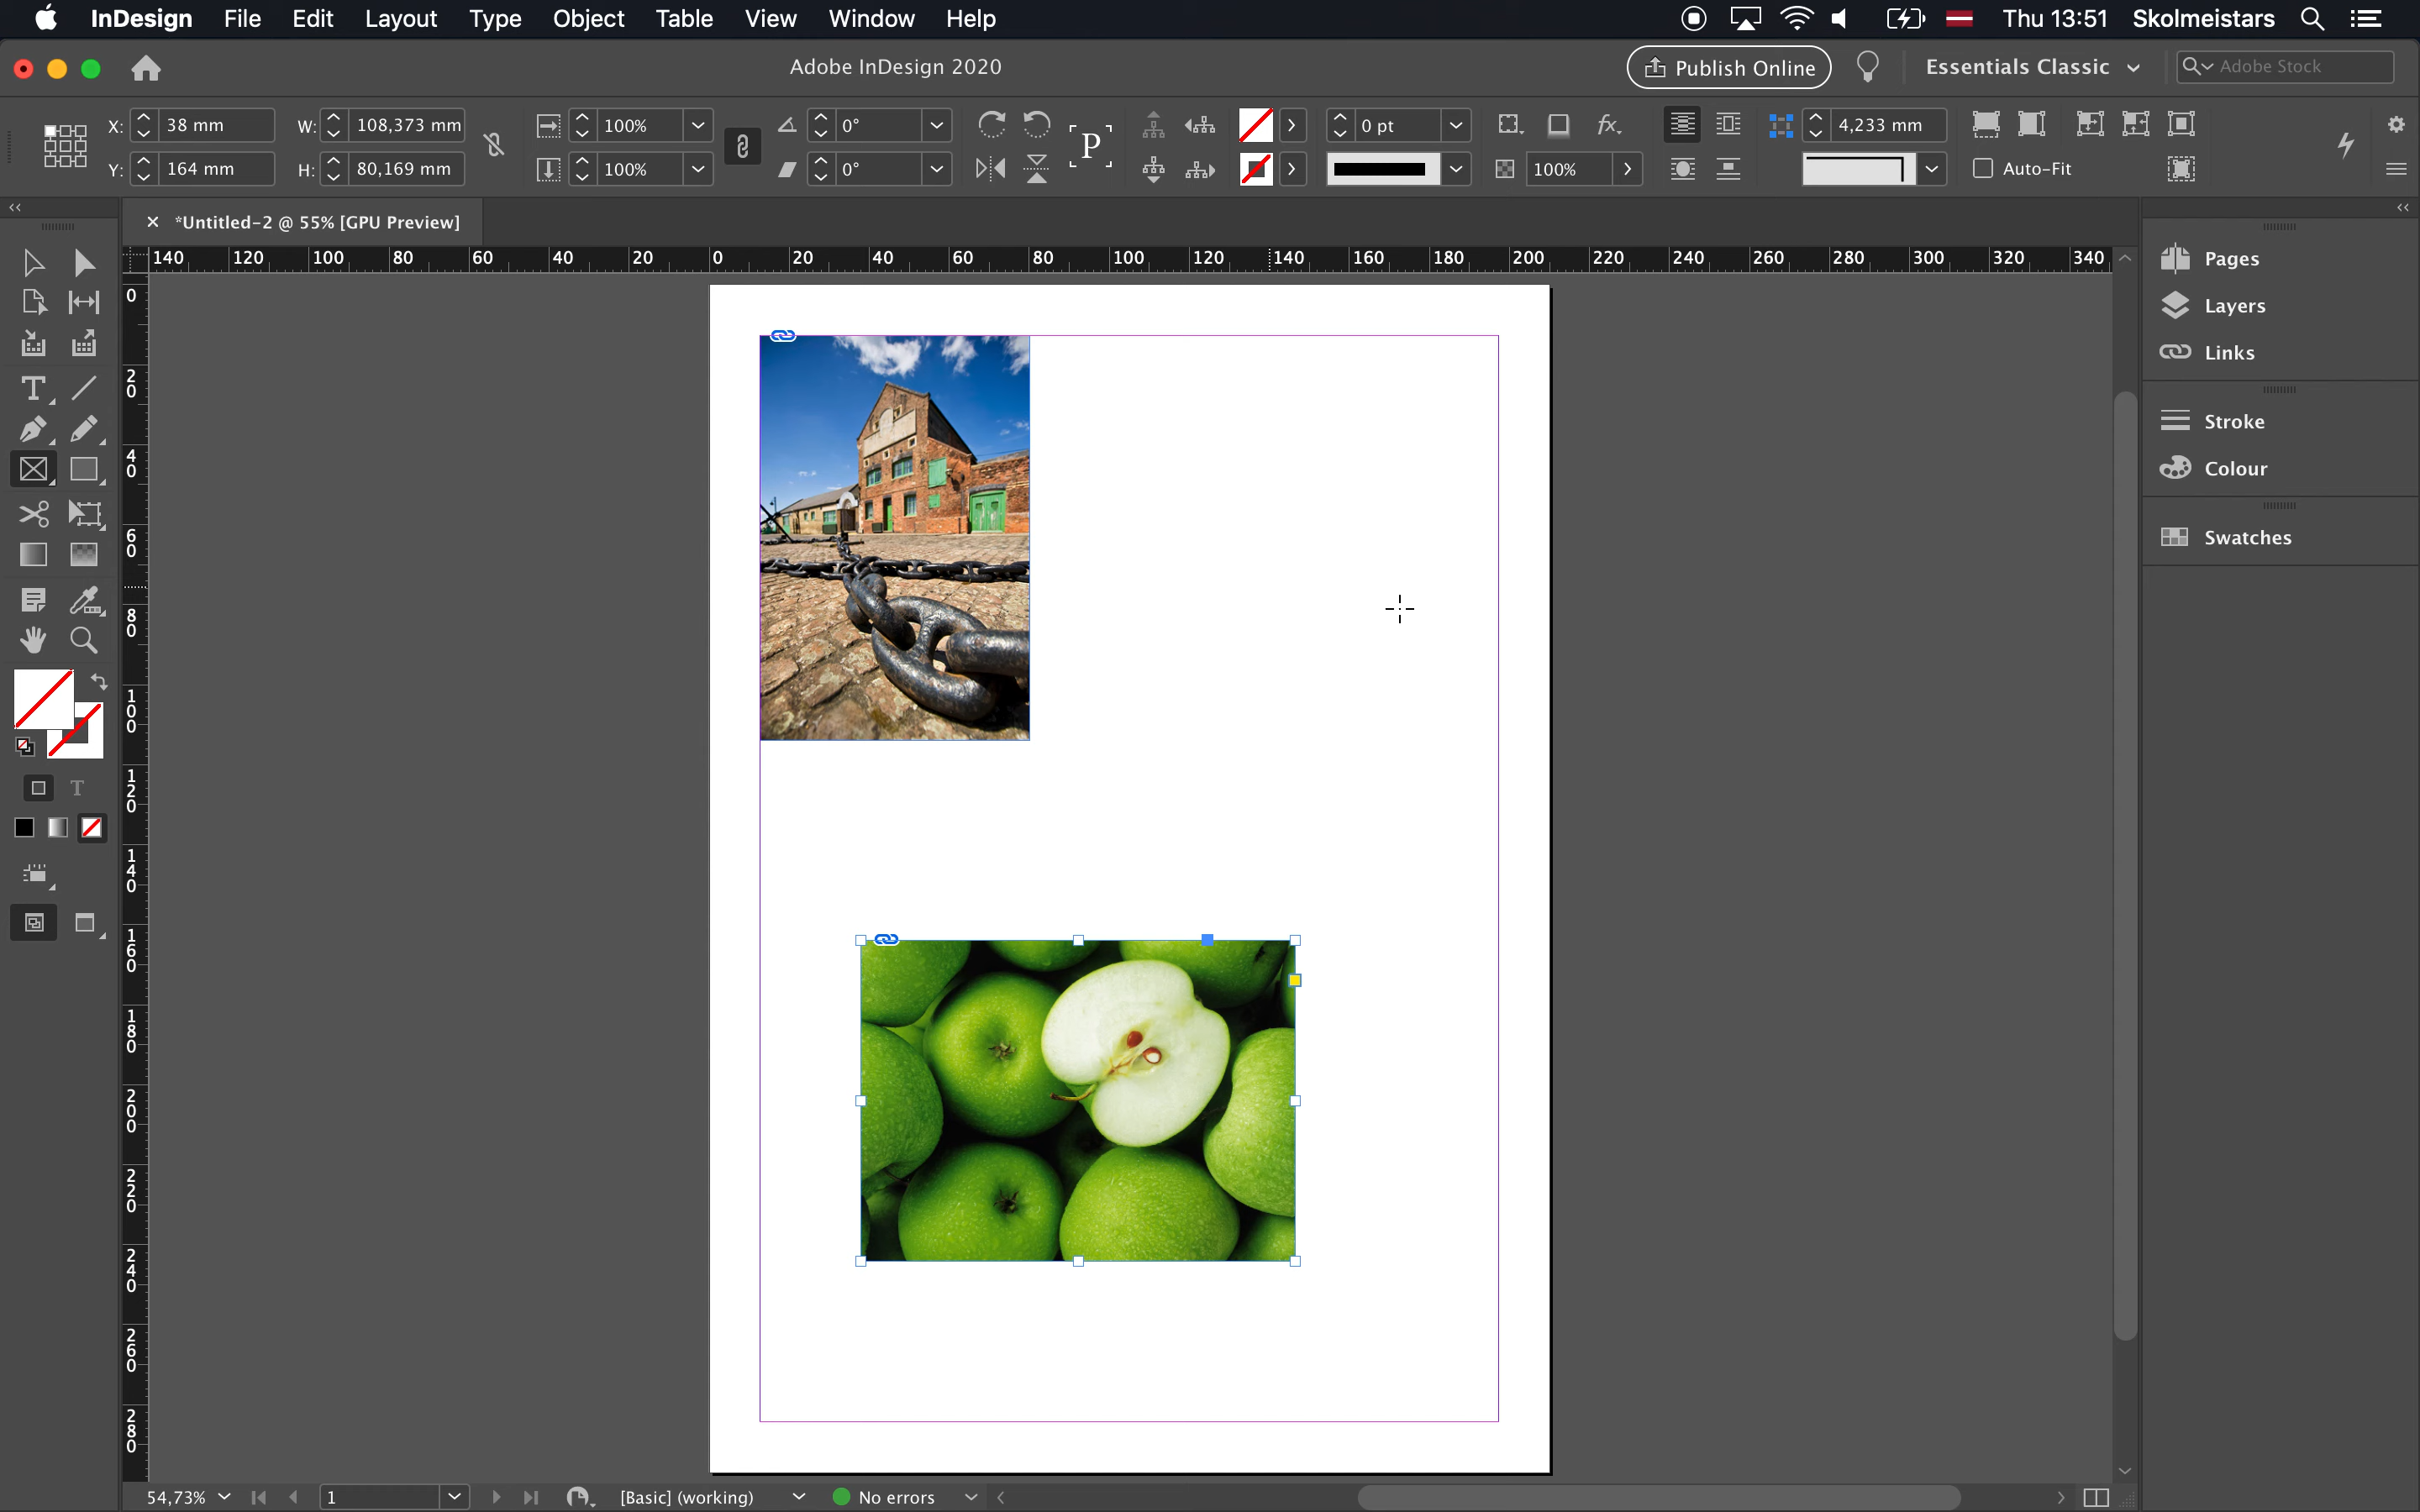 InDesign File Edit Layout Type Object Table View Window Help Thu 13:51 Skolmeistars
Adobe InDesign 2020 Publish Online Essentials Classic Adobe Stock
X: 38 mm W: 108,373 mm 100% 0° 0 pt 4,233 mm
P
Y: 164 mm H: 80,169 mm 100% 0° 100% Auto-Fit
*Untitled-2 @ 55% [GPU Preview]
140 120 100 80 60 40 20 0 20 40 60 80 100 120 140 160 180 200 220 240 260 280 300 320 340
Pages
Layers
Links
Stroke
Colour
Swatches
0
20
40
60
80
100
120
140
160
180
200
220
240
260
280
54,73% 1 [Basic] (working) No errors